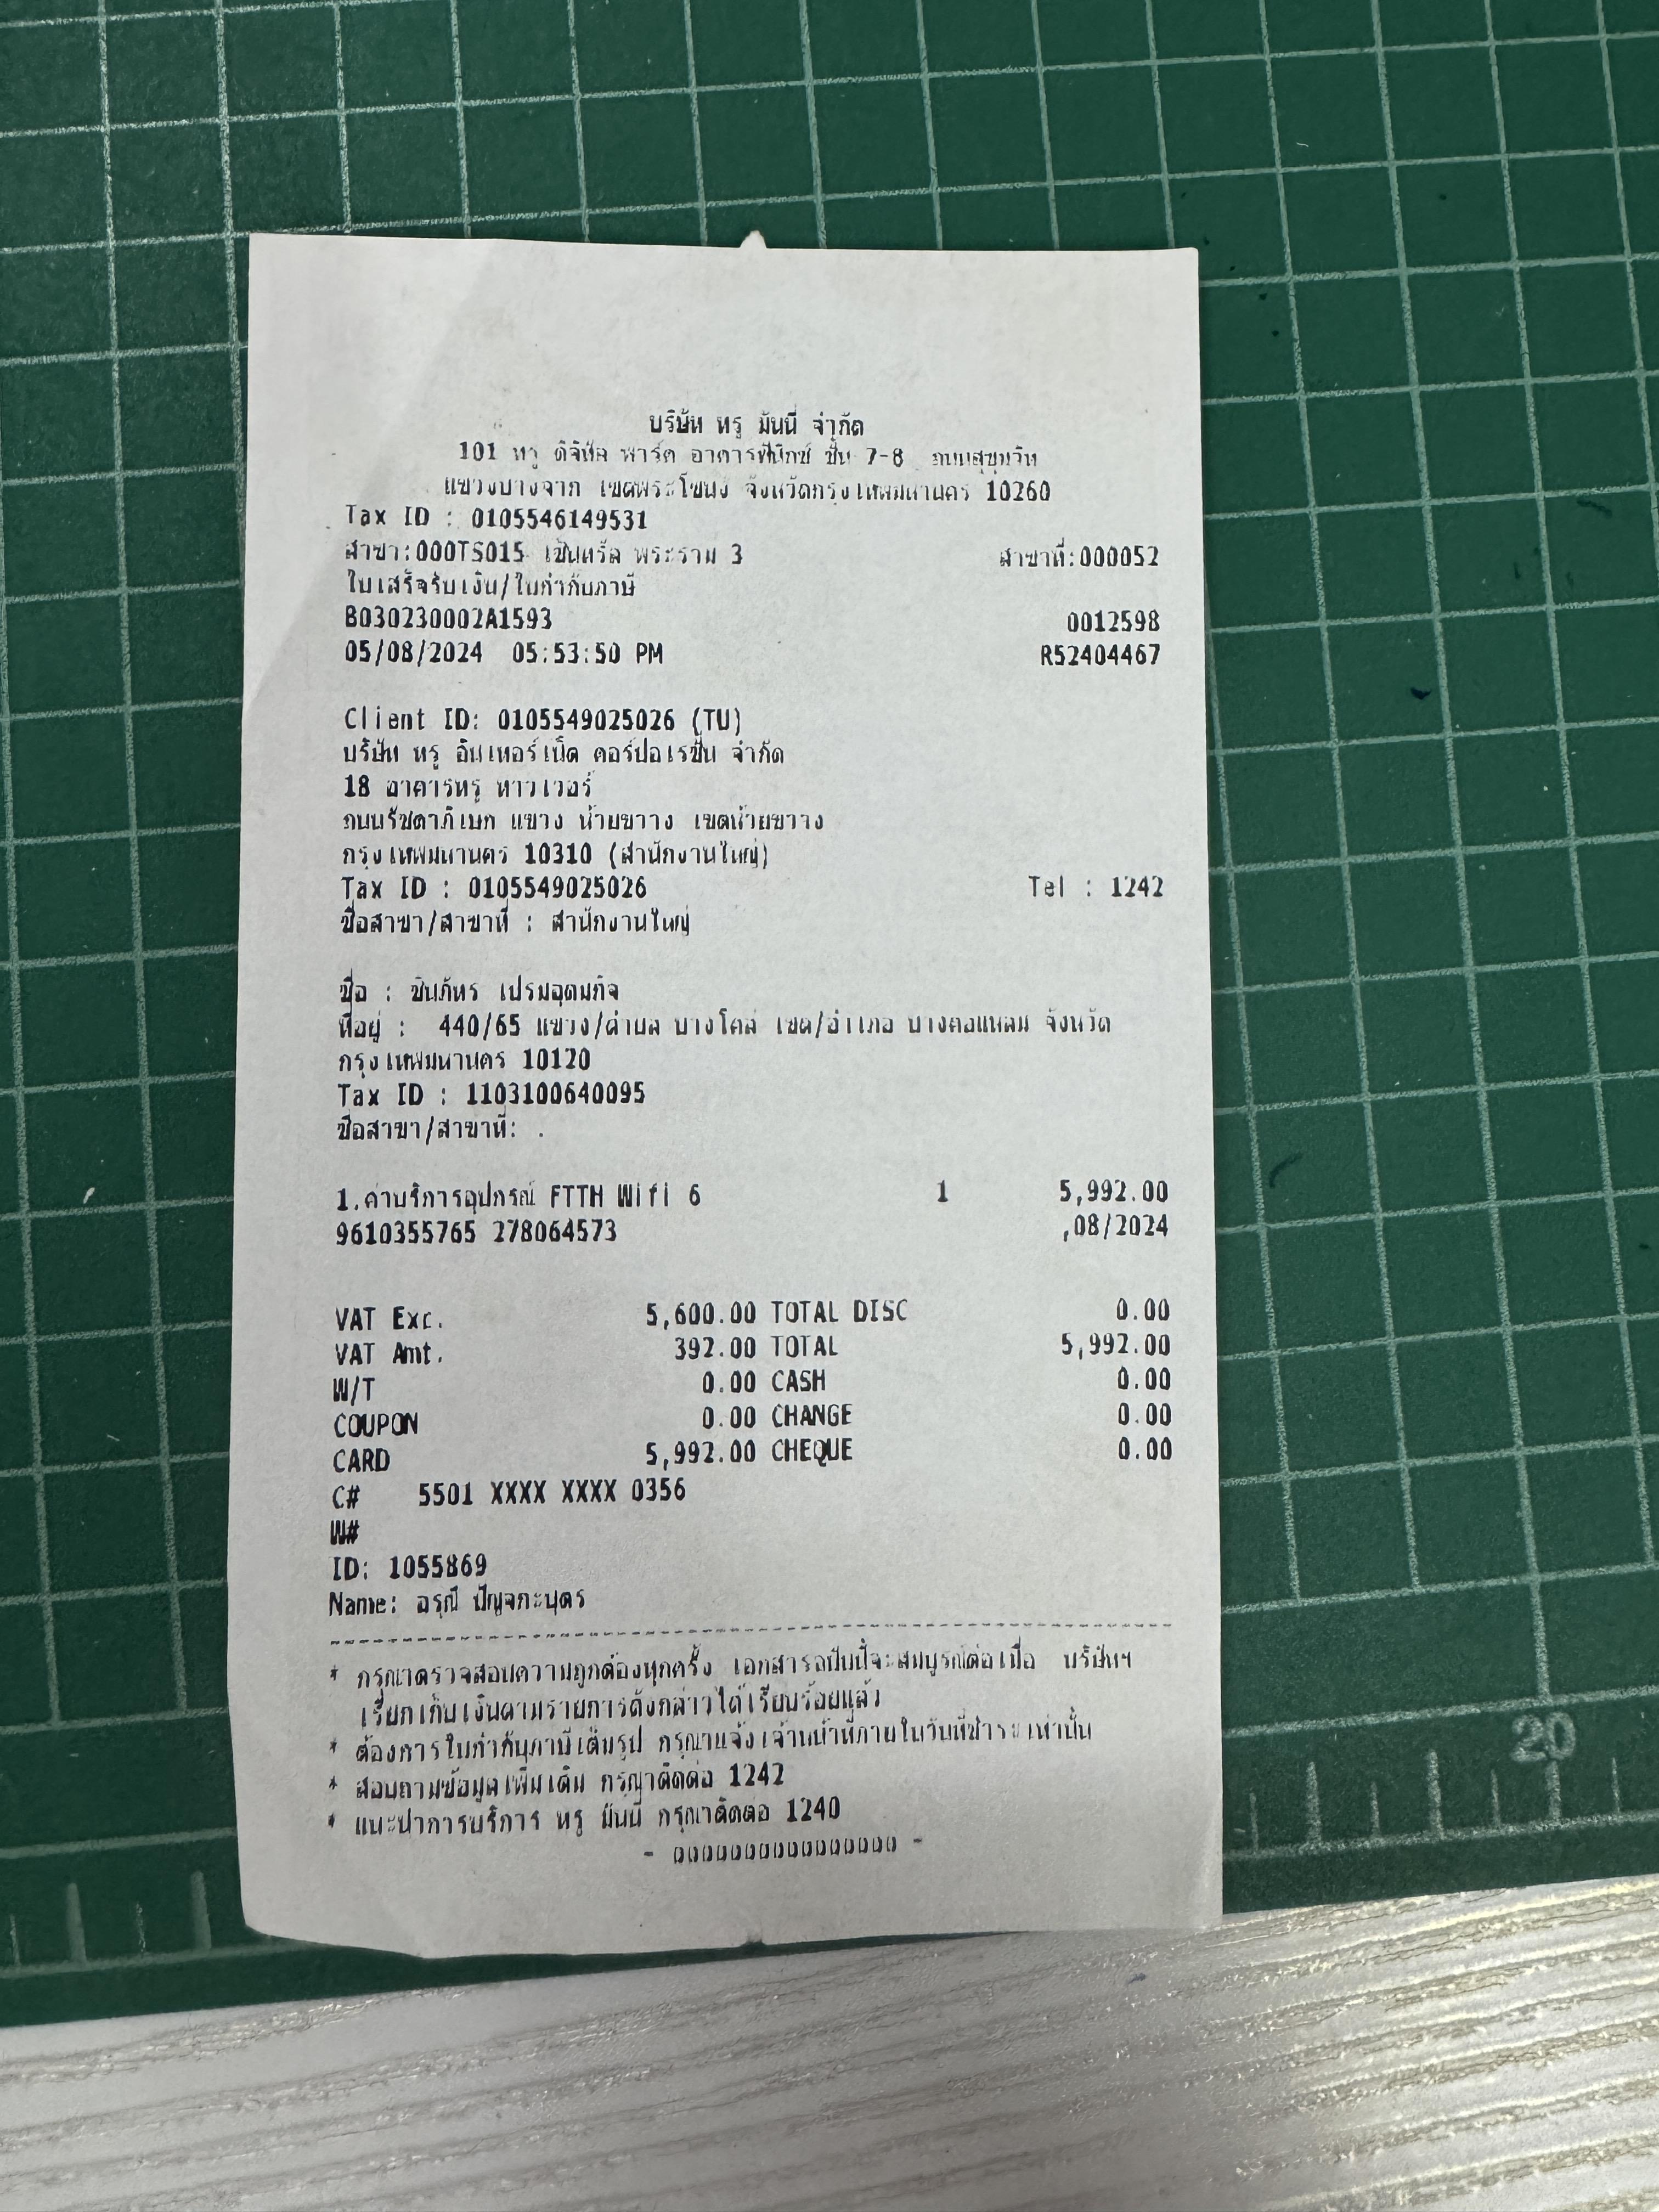 บริษัท ทรู มันนี่ จำกัด
101 ทรู ดิจิทัล พาร์ค อาคารฟีนิกซ์ ชั้น 7-8 ถนนสุขุมวิท
แขวงบางจาก เขตพระโขนง จังหวัดกรุงเทพมหานคร 10260
Tax ID : 0105546149531
สาขา:000TS015 เซ็นทรัล พระราม 3 สาขาที่:000052
ใบเสร็จรับเงิน/ใบกำกับภาษี
B030230002A1593 0012598
05/08/2024 05:53:50 PM R52404467
Client ID: 0105549025026 (TU)
บริษัท ทรู อินเทอร์เน็ต คอร์ปอเรชั่น จำกัด
18 อาคารทรู ทาวเวอร์
ถนนรัชดาภิเษก แขวง ห้วยขวาง เขตห้วยขวาง
กรุงเทพมหานคร 10310 (สำนักงานใหญ่)
Tax ID : 0105549025026 Tel : 1242
ชื่อสาขา/สาขาที่ : สำนักงานใหญ่
ชื่อ : ชินภัทร เปรมอุดมกิจ
ที่อยู่ : 440/65 แขวง/ตำบล บางโคล่ เขต/อำเภอ บางคอแหลม จังหวัด
กรุงเทพมหานคร 10120
Tax ID : 1103100640095
ชื่อสาขา/สาขาที่: .
1.ค่าบริการอุปกรณ์ FTTH Wifi 6 1 5,992.00
9610355765 278064573 ,08/2024
VAT Exc. 5,600.00 TOTAL DISC 0.00
VAT Amt. 392.00 TOTAL 5,992.00
W/T 0.00 CASH 0.00
COUPON 0.00 CHANGE 0.00
CARD 5,992.00 CHEQUE 0.00
C# 5501 XXXX XXXX 0356
W#
ID: 1055869
Name: อรุณี ปัญจกะบุตร
* กรุณาตรวจสอบความถูกต้องทุกครั้ง เอกสารฉบับนี้จะสมบูรณ์ต่อเมื่อ บริษัทฯ
เรียกเก็บเงินตามรายการดังกล่าวได้เรียบร้อยแล้ว
* ต้องการใบกำกับภาษีเต็มรูป กรุณาแจ้งเจ้าหน้าที่ภายในวันที่ชำระเท่านั้น
* สอบถามข้อมูลเพิ่มเติม กรุณาติดต่อ 1242
* แนะนำการบริการ ทรู มันนี่ กรุณาติดต่อ 1240